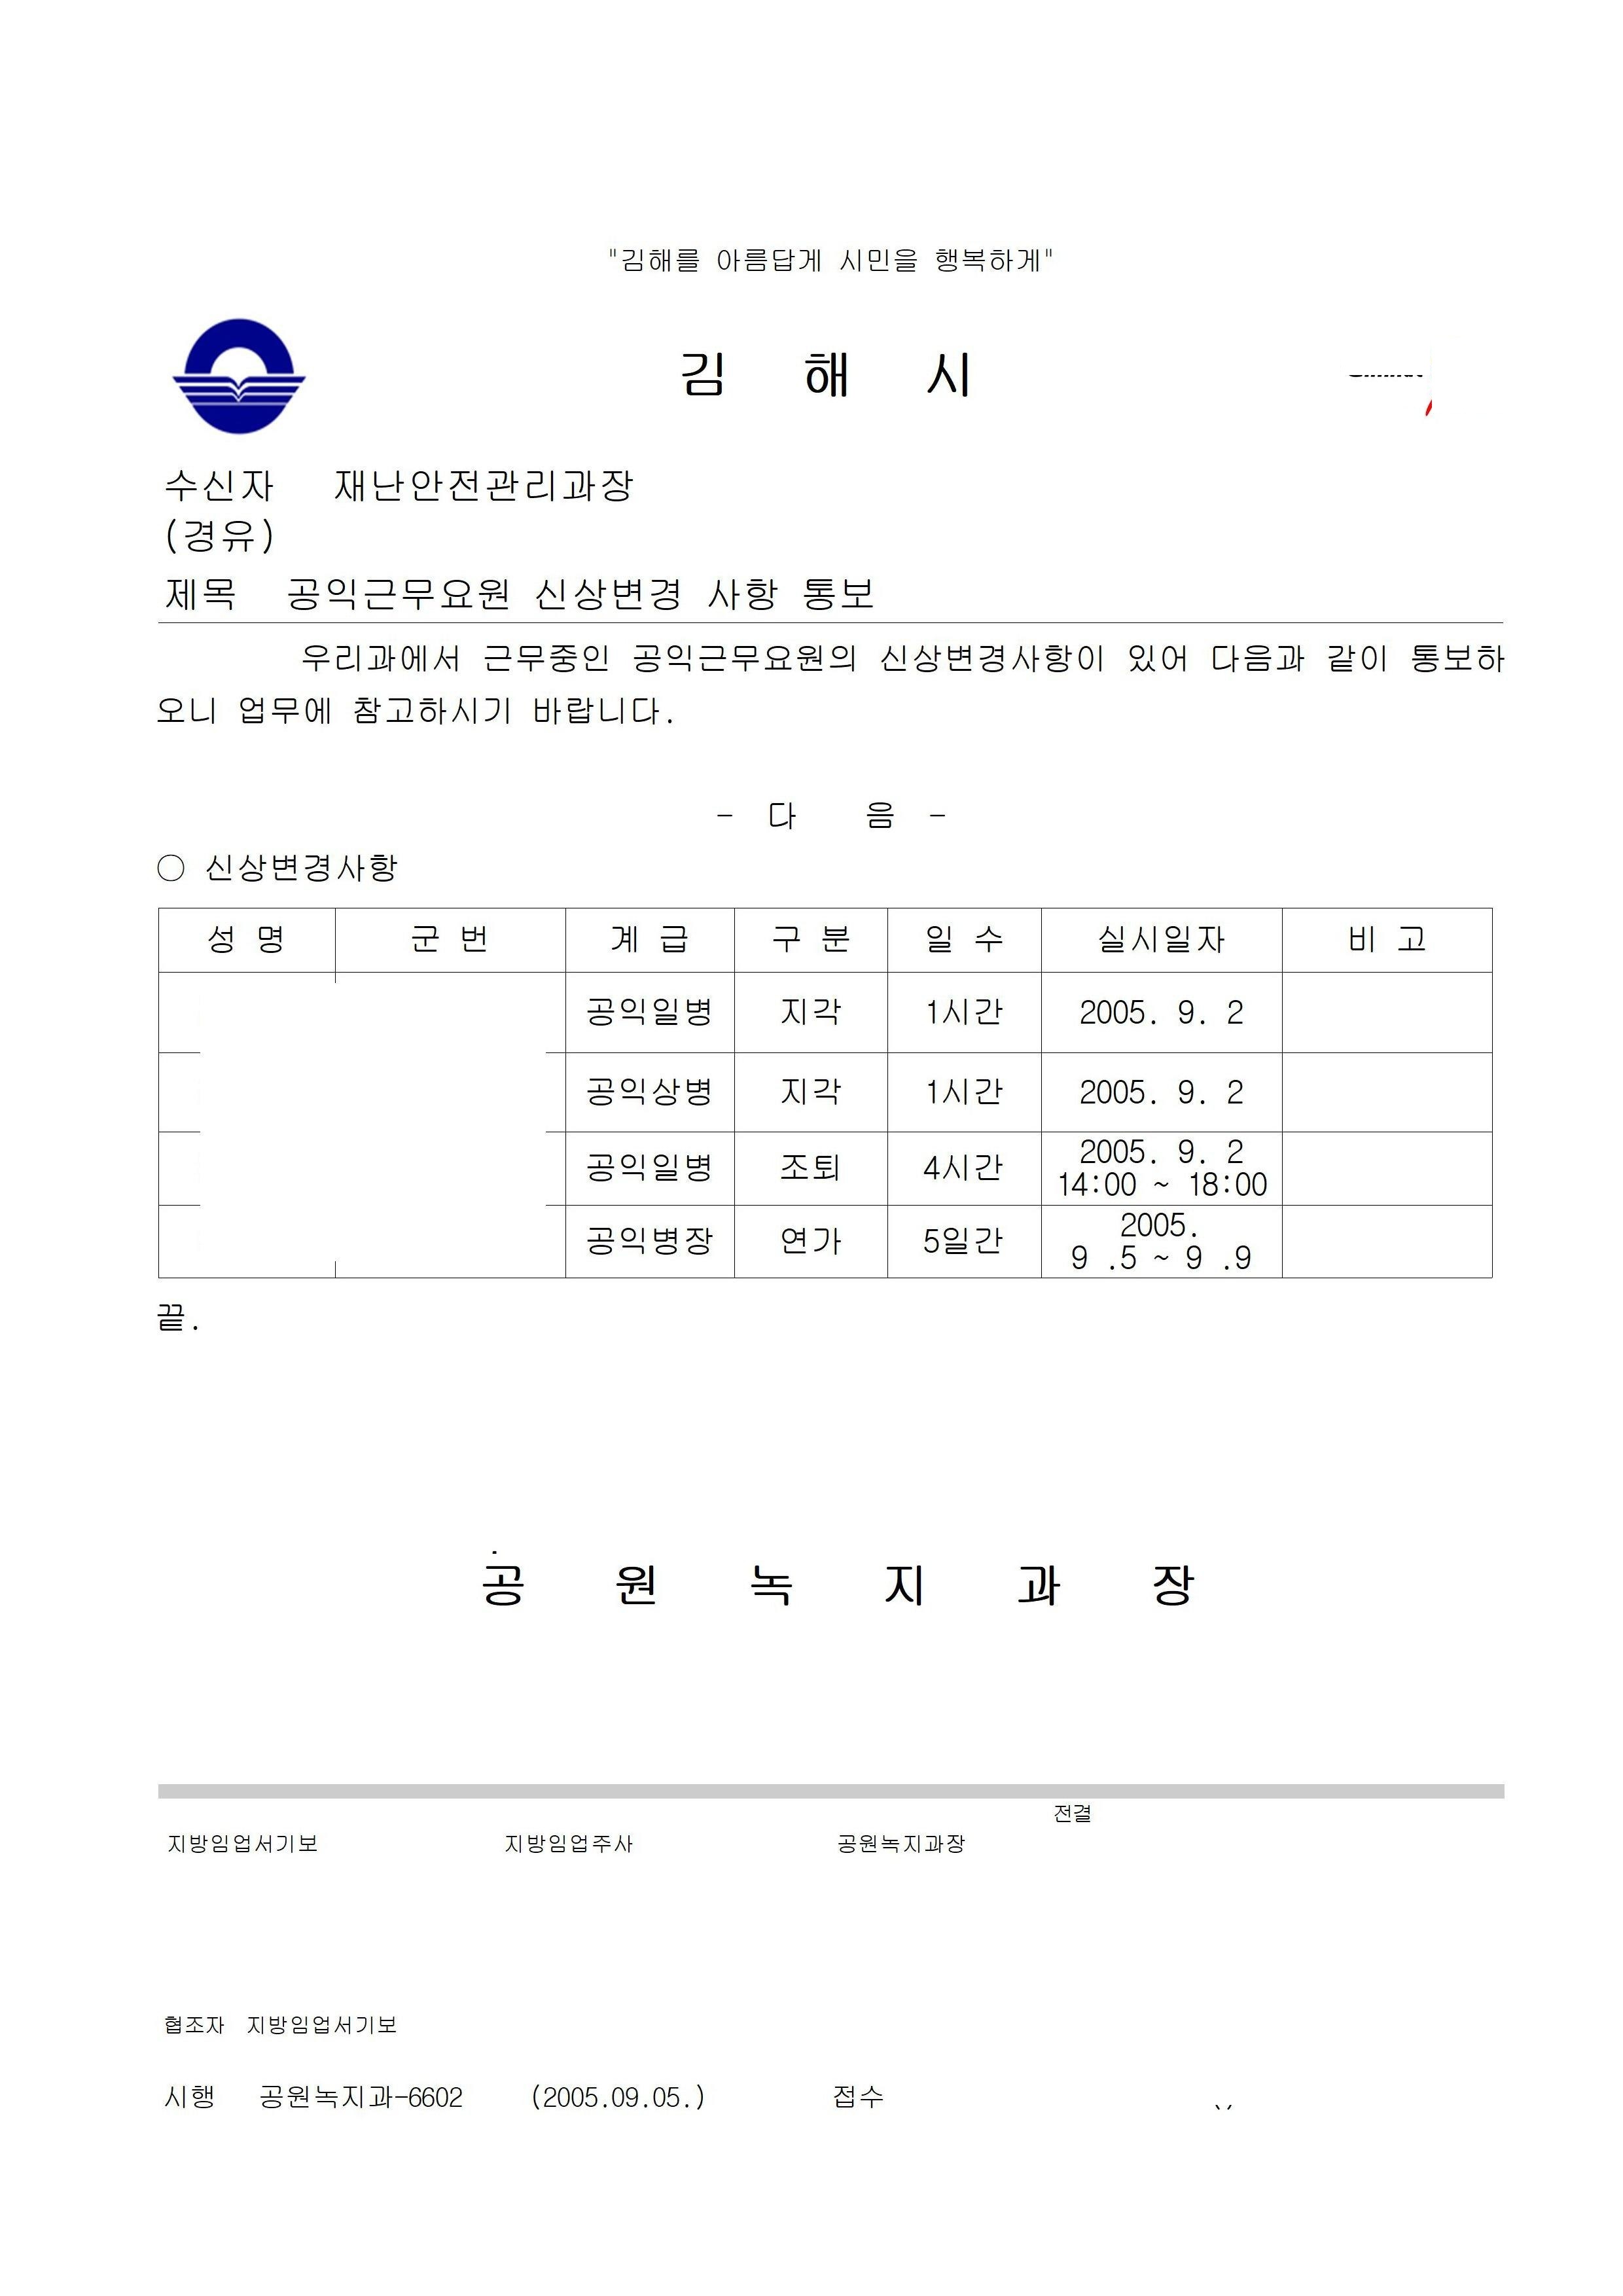 "김해를 아름답게 시민을 행복하게"
김 해 시
수신자 재난안전관리과장
(경유)
제목 공익근무요원 신상변경 사항 통보
우리과에서 근무중인 공익근무요원의 신상변경사항이 있어 다음과 같이 통보하
오니 업무에 참고하시기 바랍니다.
- 다 음 -
○ 신상변경사항
성 명 군 번 계 급 구 분 일 수 실시일자 비 고
공익일병 지각 1시간 2005. 9. 2
공익상병 지각 1시간 2005. 9. 2
공익일병 조퇴 4시간 2005. 9. 2
14:00 ~ 18:00
공익병장 연가 5일간 2005.
9 .5 ~ 9 .9
끝.
공 원 녹 지 과 장
전결
지방임업서기보 지방임업주사 공원녹지과장
협조자 지방임업서기보
시행 공원녹지과-6602 (2005.09.05.) 접수